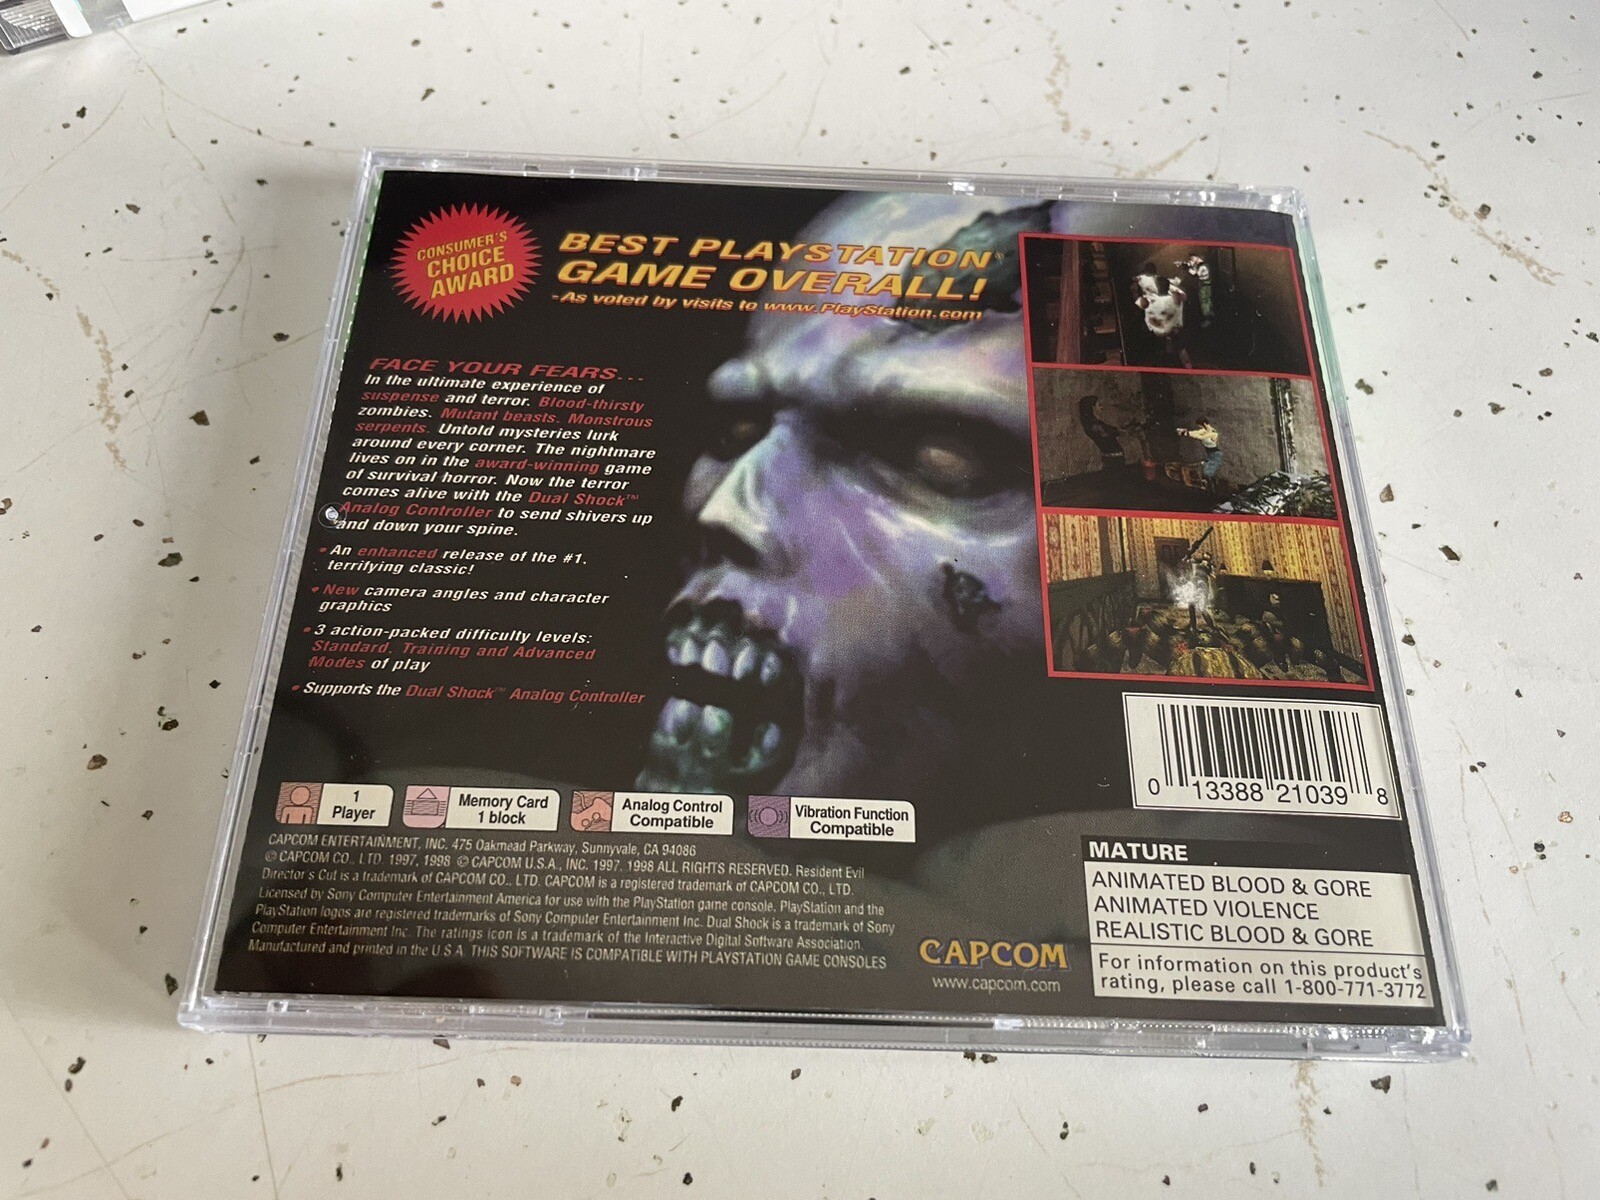 CONSUMER'S
CHOICE
AWARD
BEST PLAYSTATION
GAME OVERALL!
-As voted by visits to www.PlayStation.com
FACE YOUR FEARS...
In the ultimate experience of
suspense and terror. Blood-thirsty
zombies. Mutant beasts. Monstrous
serpents. Untold mysteries lurk
around every corner. The nightmare
lives on in the award-winning game
of survival horror. Now the terror
comes alive with the Dual Shock™
Analog Controller to send shivers up
and down your spine.
• An enhanced release of the #1,
terrifying classic!
• New camera angles and character
graphics
• 3 action-packed difficulty levels:
Standard, Training and Advanced
Modes of play
• Supports the Dual Shock™ Analog Controller
0 13388 21039 8
1
Player
Memory Card
1 block
Analog Control
Compatible
Vibration Function
Compatible
CAPCOM ENTERTAINMENT, INC. 475 Oakmead Parkway, Sunnyvale, CA 94086
© CAPCOM CO., LTD. 1997, 1998 © CAPCOM U.S.A., INC. 1997, 1998 ALL RIGHTS RESERVED. Resident Evil
Director's Cut is a trademark of CAPCOM CO., LTD. CAPCOM is a registered trademark of CAPCOM CO., LTD.
Licensed by Sony Computer Entertainment America for use with the PlayStation game console. PlayStation and the
PlayStation logos are registered trademarks of Sony Computer Entertainment Inc. Dual Shock is a trademark of Sony
Computer Entertainment Inc. The ratings icon is a trademark of the Interactive Digital Software Association.
Manufactured and printed in the U.S.A. THIS SOFTWARE IS COMPATIBLE WITH PLAYSTATION GAME CONSOLES
CAPCOM
www.capcom.com
MATURE
ANIMATED BLOOD & GORE
ANIMATED VIOLENCE
REALISTIC BLOOD & GORE
For information on this product's
rating, please call 1-800-771-3772